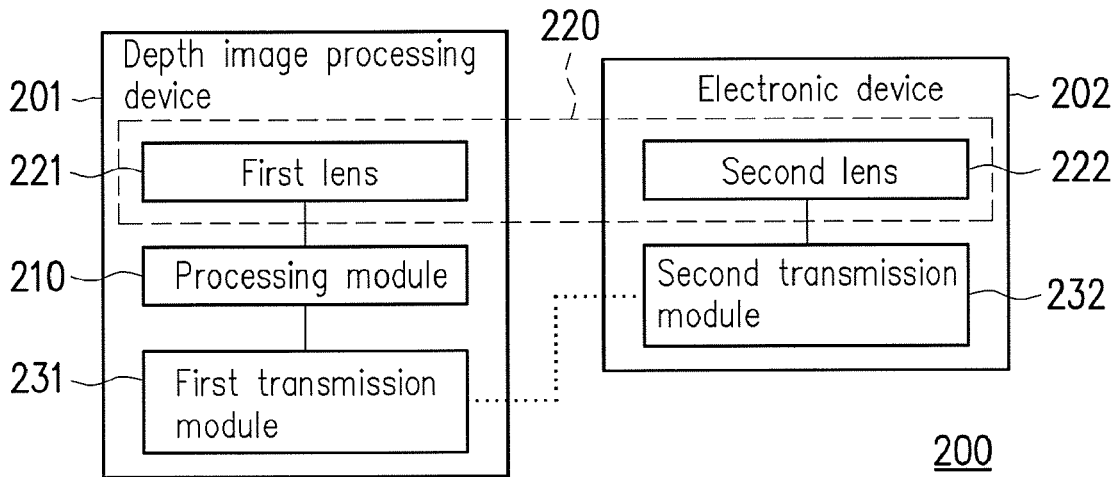 220
Depth image processing
device
201
Electronic device
202
221
First lens
Second lens
222
210
Processing module
Second transmission
module
232
231
First transmission
module
200